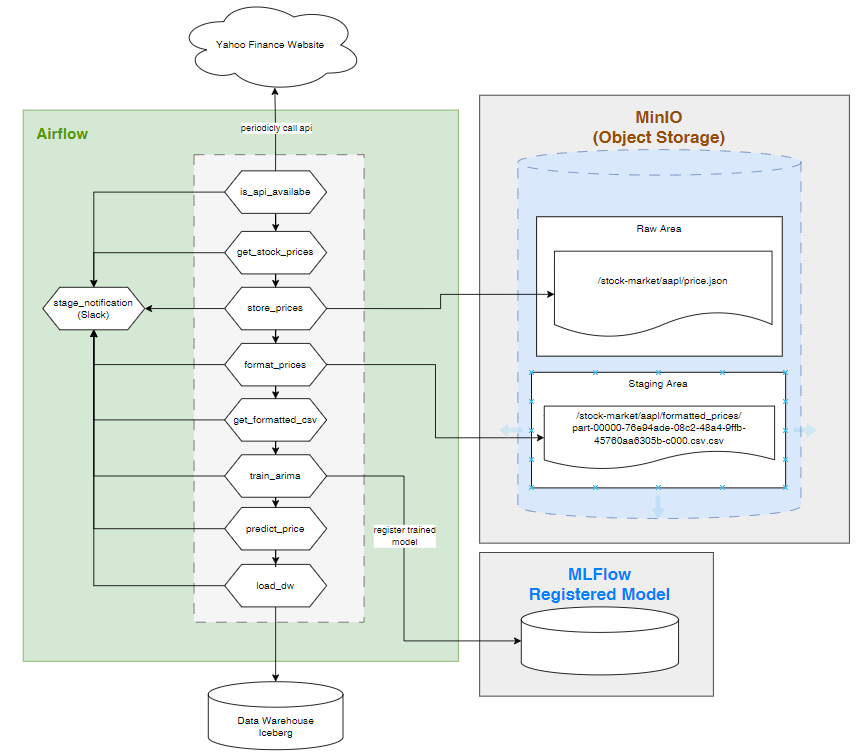 Yahoo Finance Website
periodicly call api
Airflow
is_api_availabe
get_stock_prices
stage_notification
(Slack)
store_prices
format_prices
get_formatted_csv
train_arima
predict_price
load_dw
register trained
model
Data Warehouse
Iceberg
MinIO
(Object Storage)
Raw Area
/stock-market/aapl/price.json
Staging Area
/stock-market/aapl/formatted_prices/
part-00000-76e94ade-08c2-48a4-9ffb-
45760aa6305b-c000.csv.csv
MLFlow
Registered Model